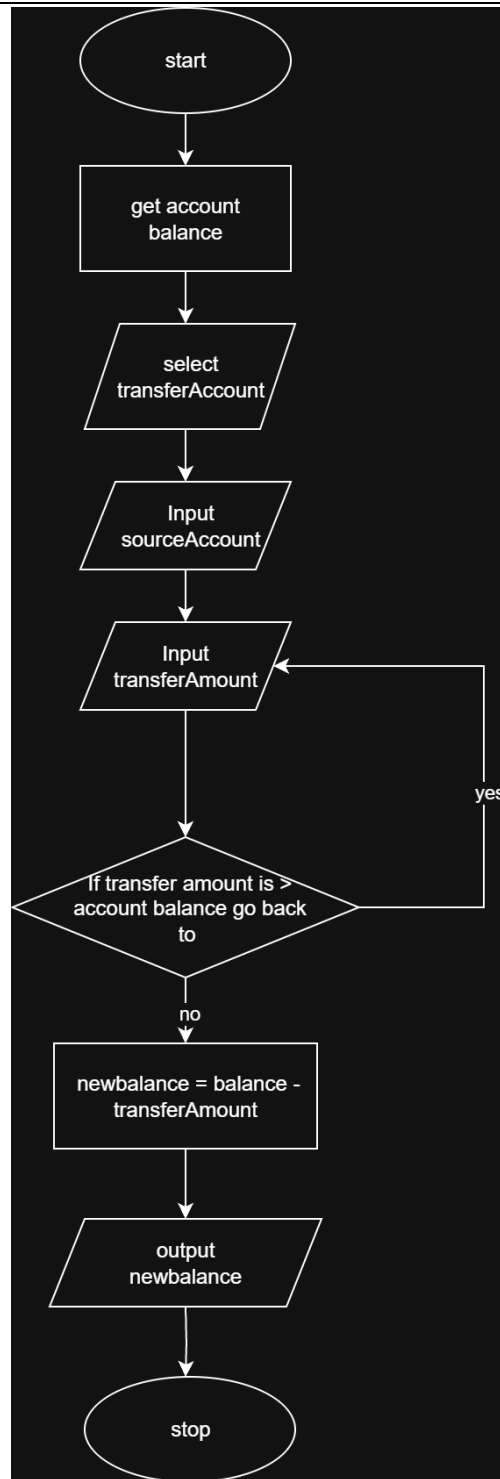 start
get account
balance
select
transferAccount
Input
sourceAccount
Input
transferAmount
yes
If transfer amount is >
account balance go back
to
no
newbalance = balance -
transferAmount
output
newbalance
stop